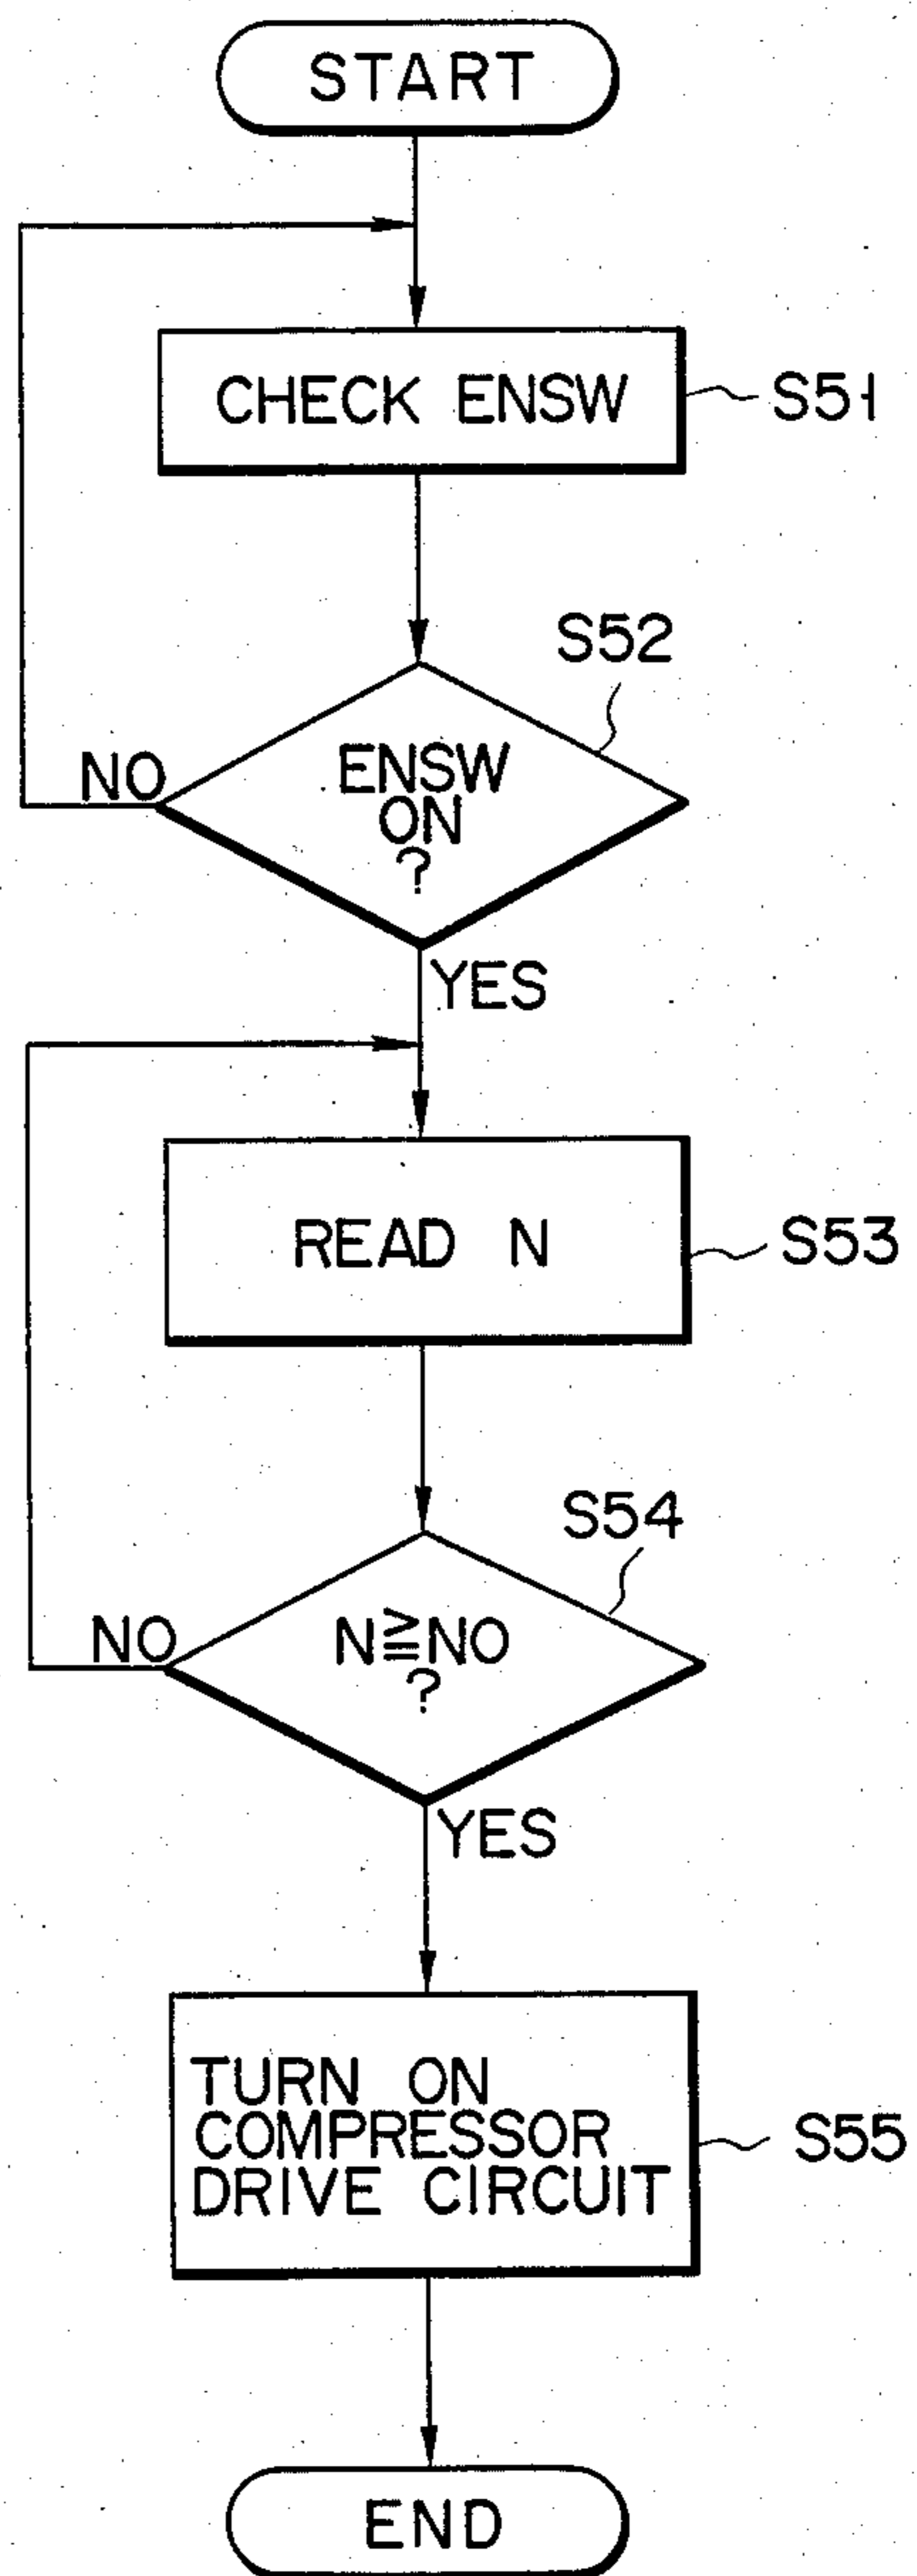 START
CHECK ENSW
S51
S52
NO
ENSW
ON
?
YES
READ N
S53
S54
NO
N≧NO
?
YES
TURN ON
COMPRESSOR
DRIVE CIRCUIT
S55
END